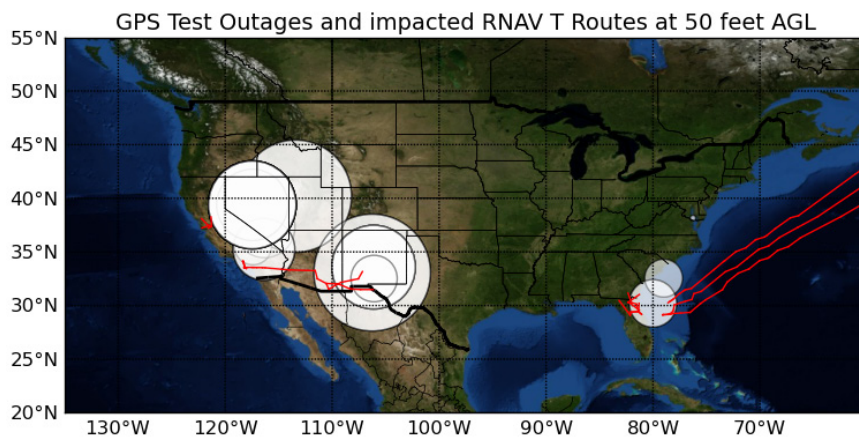 GPS Test Outages and impacted RNAV T Routes at 50 feet AGL
55°N
50°N
45°N
40°N
35°N
30°N
25°N
20°N
130°W 120°W 110°W 100°W 90°W 80°W 70°W